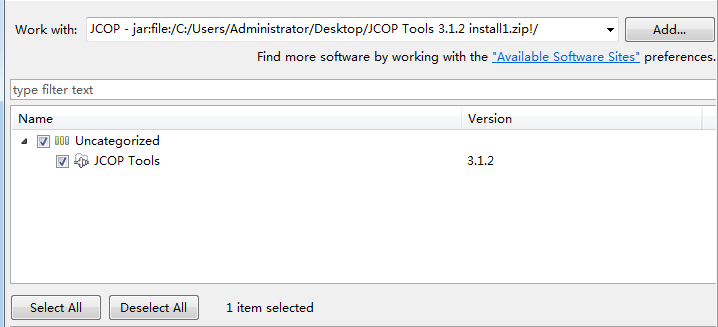 Work with: JCOP - jar:file:/C:/Users/Administrator/Desktop/JCOP Tools 3.1.2 install1.zip!/ Add...
Find more software by working with the "Available Software Sites" preferences.
type filter text
Name Version
Uncategorized
JCOP Tools 3.1.2
Select All Deselect All 1 item selected